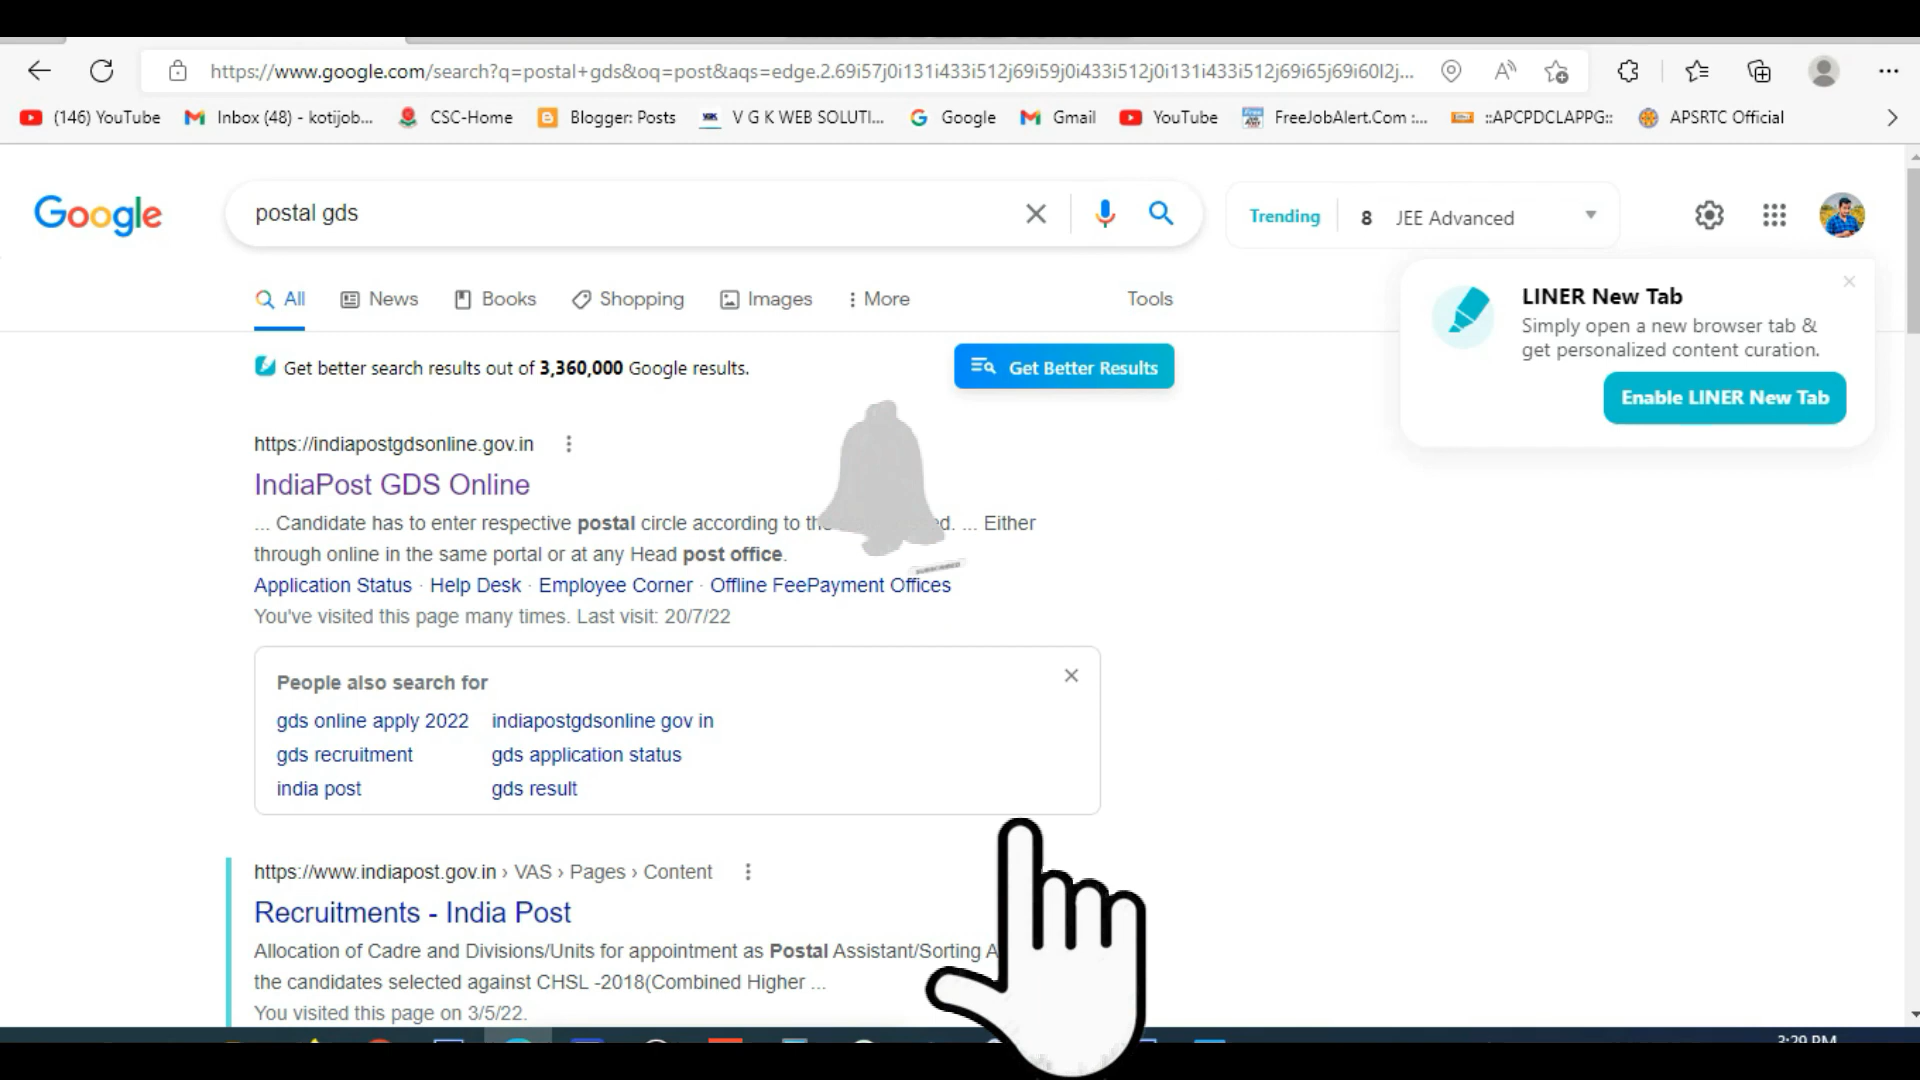 https://www.google.com/search?q=postal+gds&oq=post&aqs=edge.2.69i57j0i131i433i512j69i59j0i433i512j0i131i433i512j69i65j69i60l2j...
(146) YouTube
Inbox (48) - kotijob...
CSC-Home
Blogger: Posts
V G K WEB SOLUTI...
Google
Gmail
YouTube
FreeJobAlert.Com :...
::APCPDCLAPPG::
APSRTC Official
Google
postal gds
Trending 8 JEE Advanced
All
News
Books
Shopping
Images
More
Tools
LINER New Tab
Simply open a new browser tab &
get personalized content curation.
Enable LINER New Tab
Get better search results out of 3,360,000 Google results.
Get Better Results
https://indiapostgdsonline.gov.in
IndiaPost GDS Online
... Candidate has to enter respective postal circle according to ... Either
through online in the same portal or at any Head post office.
Application Status · Help Desk · Employee Corner · Offline FeePayment Offices
You've visited this page many times. Last visit: 20/7/22
SUBSCRIBED
People also search for
gds online apply 2022 indiapostgdsonline gov in
gds recruitment gds application status
india post gds result
https://www.indiapost.gov.in › VAS › Pages › Content
Recruitments - India Post
Allocation of Cadre and Divisions/Units for appointment as Postal Assistant/Sorting
the candidates selected against CHSL -2018(Combined Higher ...
You visited this page on 3/5/22.
3:29 PM